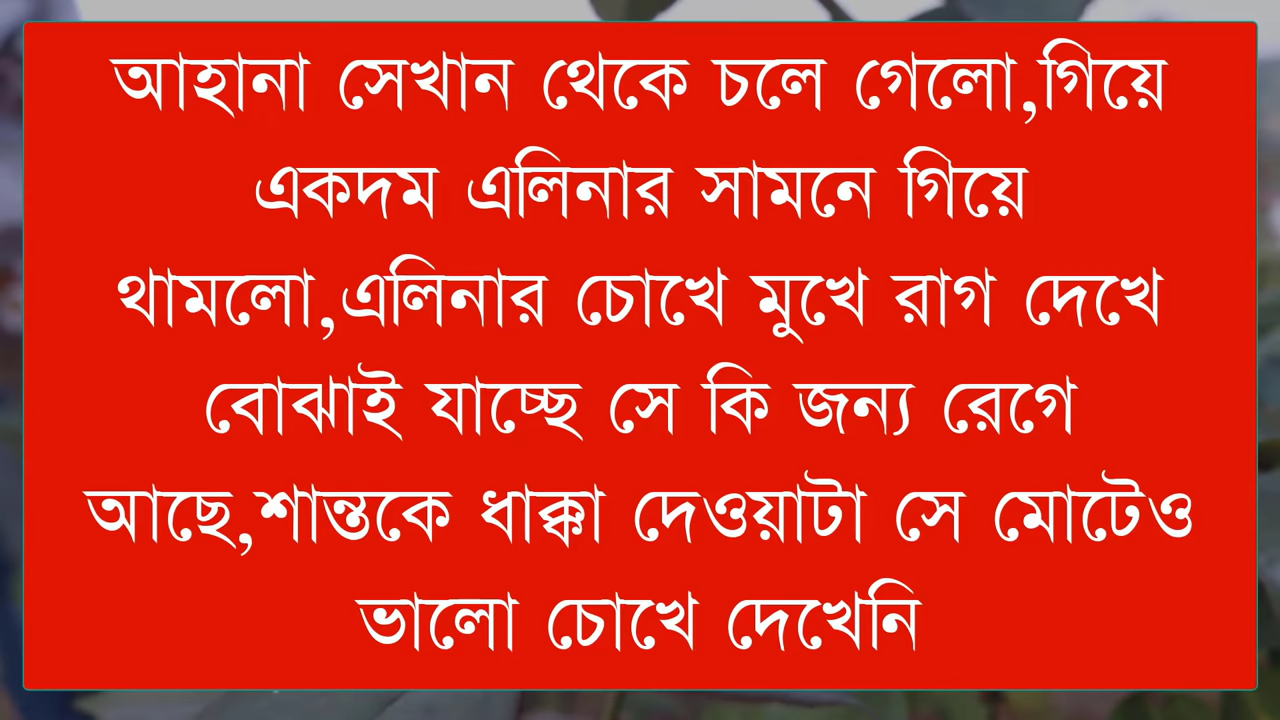 আহানা সেখান থেকে চলে গেলো,গিয়ে
একদম এলিনার সামনে গিয়ে
থামলো,এলিনার চোখে মুখে রাগ দেখে
বোঝাই যাচ্ছে সে কি জন্য রেগে
আছে,শান্তকে ধাক্কা দেওয়াটা সে মোটেও
ভালো চোখে দেখেনি